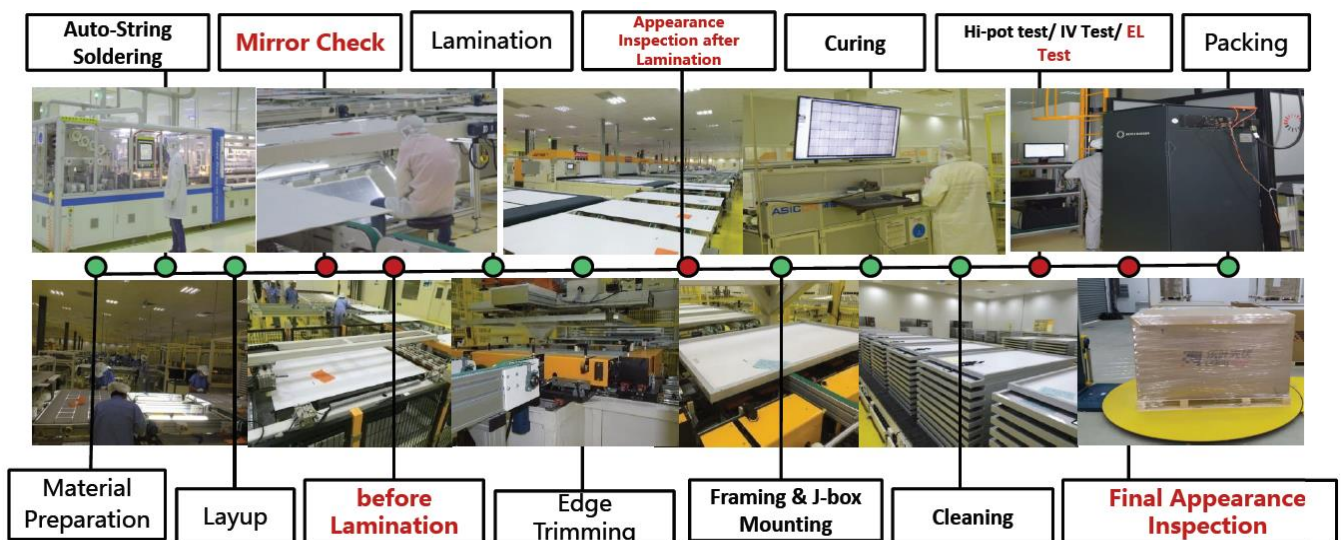 Auto-String
Soldering
Mirror Check
Lamination
Appearance
Inspection after
Lamination
Curing
Hi-pot test/ IV Test/ EL
Test
Packing
ASIC
Material
Preparation
Layup
before
Lamination
Edge
Trimming
Framing & J-box
Mounting
Cleaning
Final Appearance
Inspection